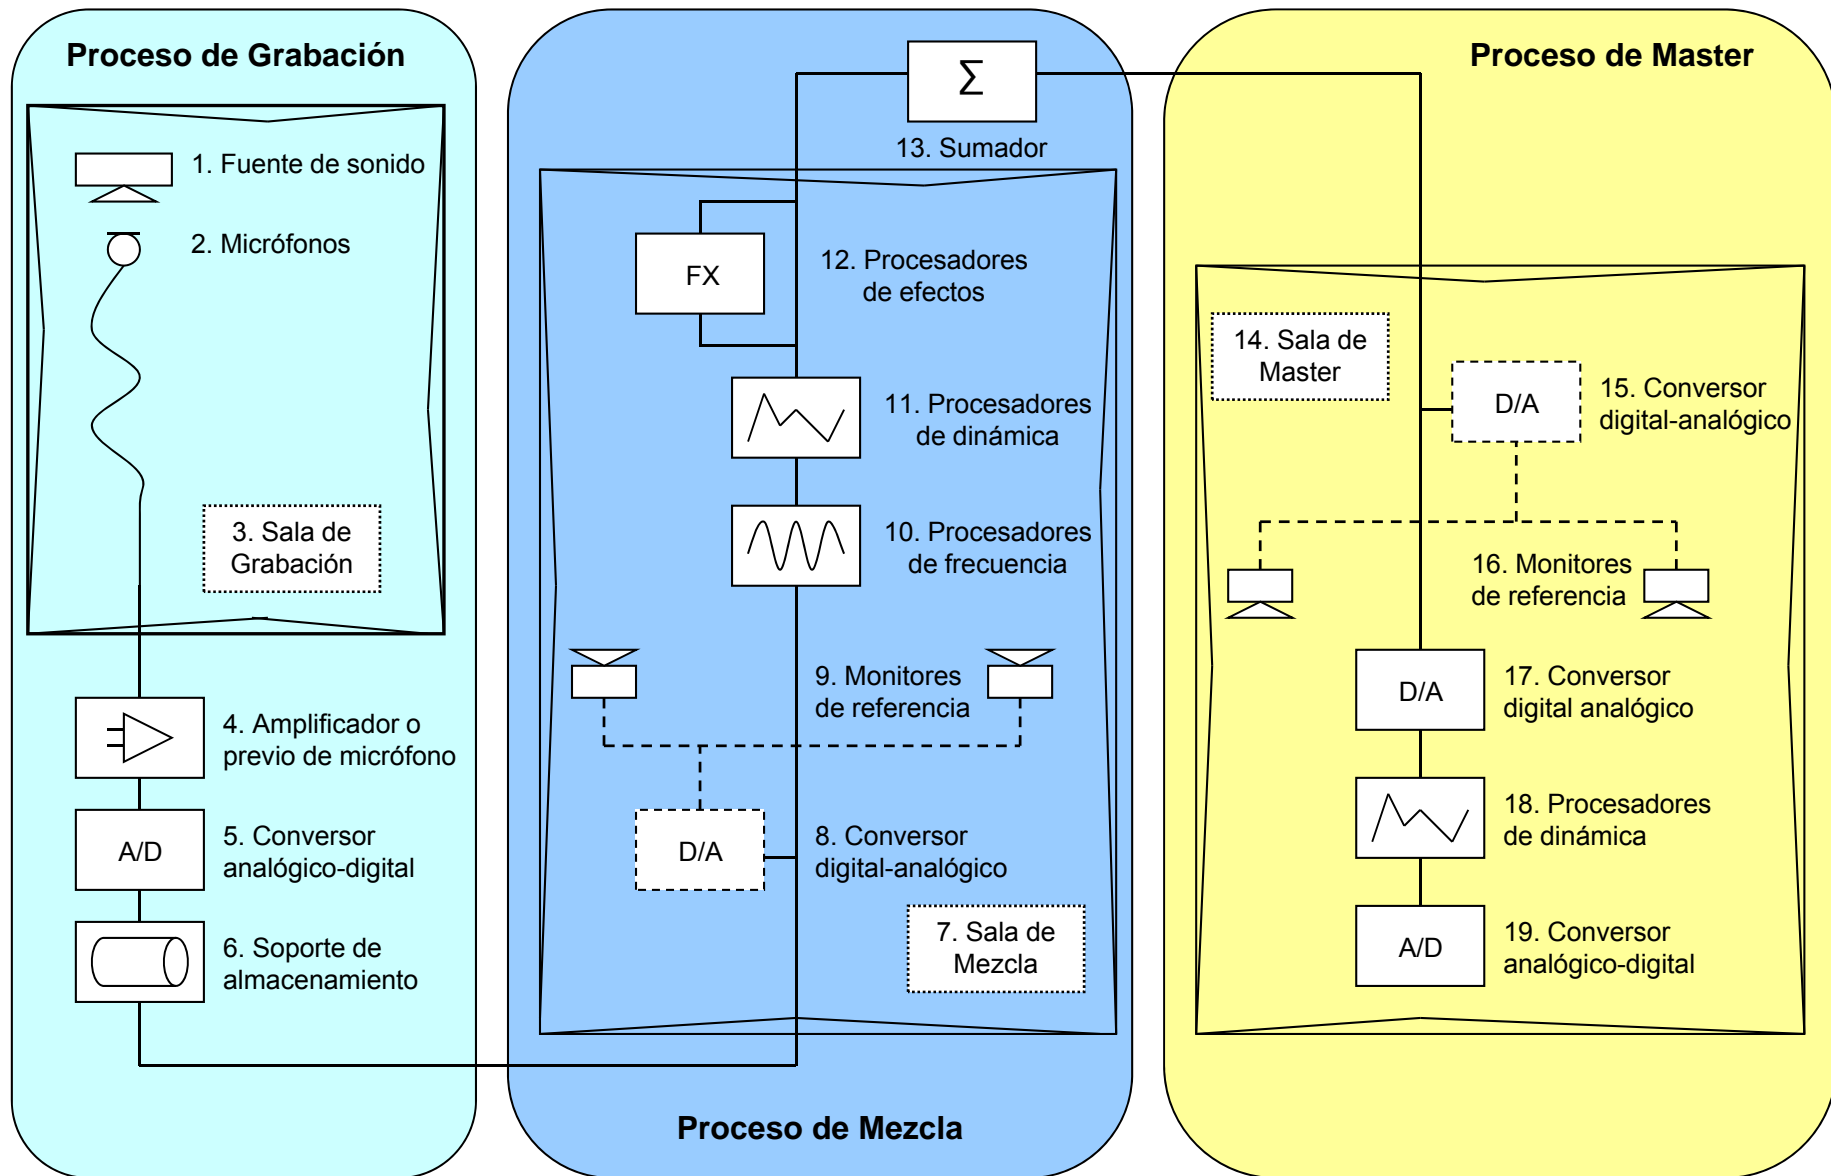 Proceso de Grabación
1. Fuente de sonido
2. Micrófonos
3. Sala de
Grabación
4. Amplificador o
previo de micrófono
A/D
5. Conversor
analógico-digital
6. Soporte de
almacenamiento
Σ
13. Sumador
FX
12. Procesadores
de efectos
11. Procesadores
de dinámica
10. Procesadores
de frecuencia
9. Monitores
de referencia
D/A
8. Conversor
digital-analógico
7. Sala de
Mezcla
Proceso de Mezcla
Proceso de Master
14. Sala de
Master
D/A
15. Conversor
digital-analógico
16. Monitores
de referencia
D/A
17. Conversor
digital analógico
18. Procesadores
de dinámica
A/D
19. Conversor
analógico-digital